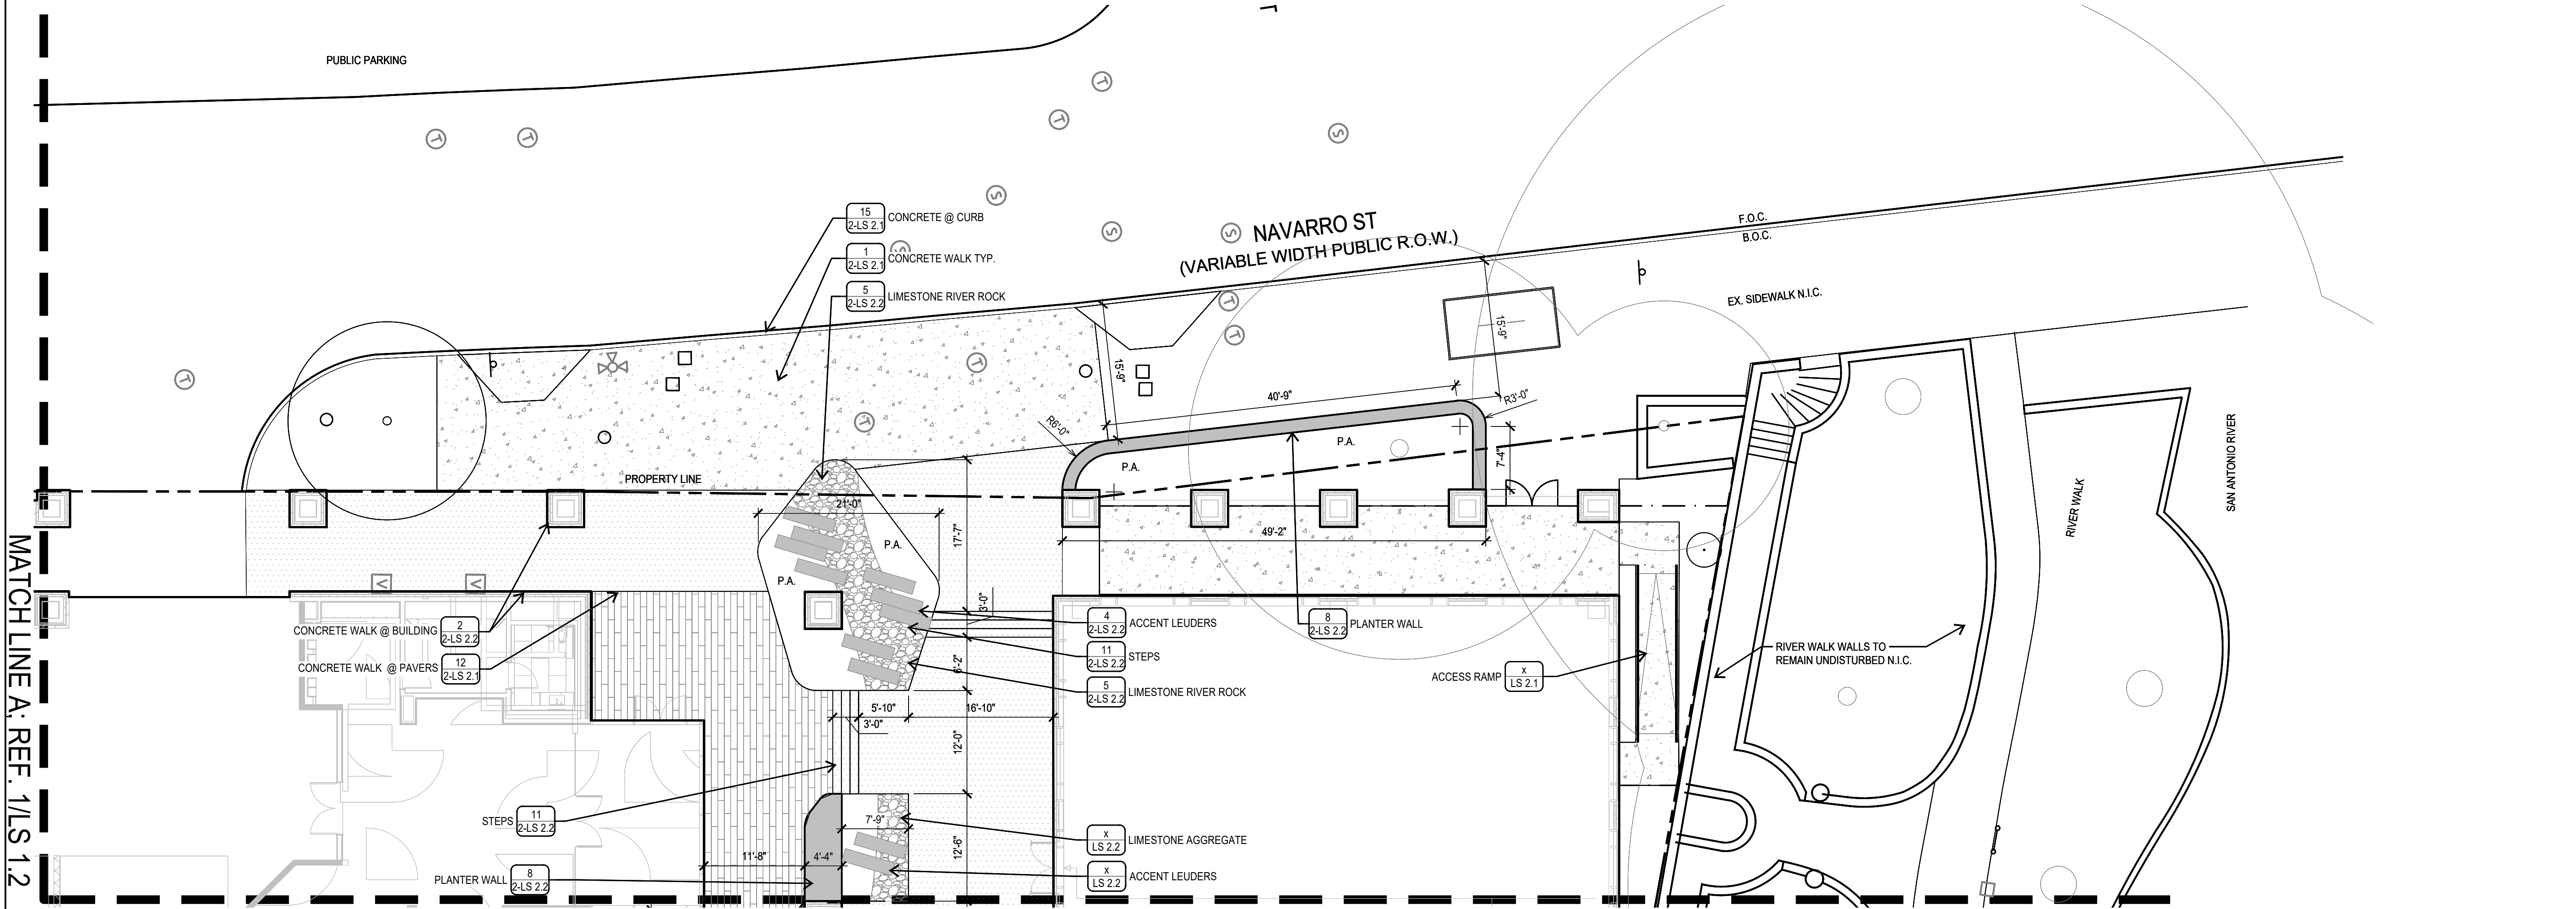 PUBLIC PARKING
T
T
T
T
S
S
S
S
S
T
T
T
T
T
15
2-LS 2.1
CONCRETE @ CURB
1
2-LS 2.1
CONCRETE WALK TYP.
5
2-LS 2.2
LIMESTONE RIVER ROCK
NAVARRO ST
(VARIABLE WIDTH PUBLIC R.O.W.)
F.O.C.
B.O.C.
EX. SIDEWALK N.I.C.
15'-9"
15'-9"
40'-9"
R6'-0"
R3'-0"
7'-4"
P.A.
P.A.
PROPERTY LINE
21'-0"
17'-7"
49'-2"
P.A.
P.A.
V
V
3'-0"
6'-2"
RIVER WALK
SAN ANTONIO RIVER
CONCRETE WALK @ BUILDING
2
2-LS 2.2
CONCRETE WALK @ PAVERS
12
2-LS 2.1
4
2-LS 2.2
ACCENT LEUDERS
11
2-LS 2.2
STEPS
5
2-LS 2.2
LIMESTONE RIVER ROCK
8
2-LS 2.2
PLANTER WALL
ACCESS RAMP
x
LS 2.1
RIVER WALK WALLS TO
REMAIN UNDISTURBED N.I.C.
5'-10"
16'-10"
3'-0"
12'-0"
STEPS
11
2-LS 2.2
7'-9"
12'-6"
11'-8"
4'-4"
x
LS 2.2
LIMESTONE AGGREGATE
x
LS 2.2
ACCENT LEUDERS
PLANTER WALL
8
2-LS 2.2
MATCH LINE A; REF. 1/LS 1.2